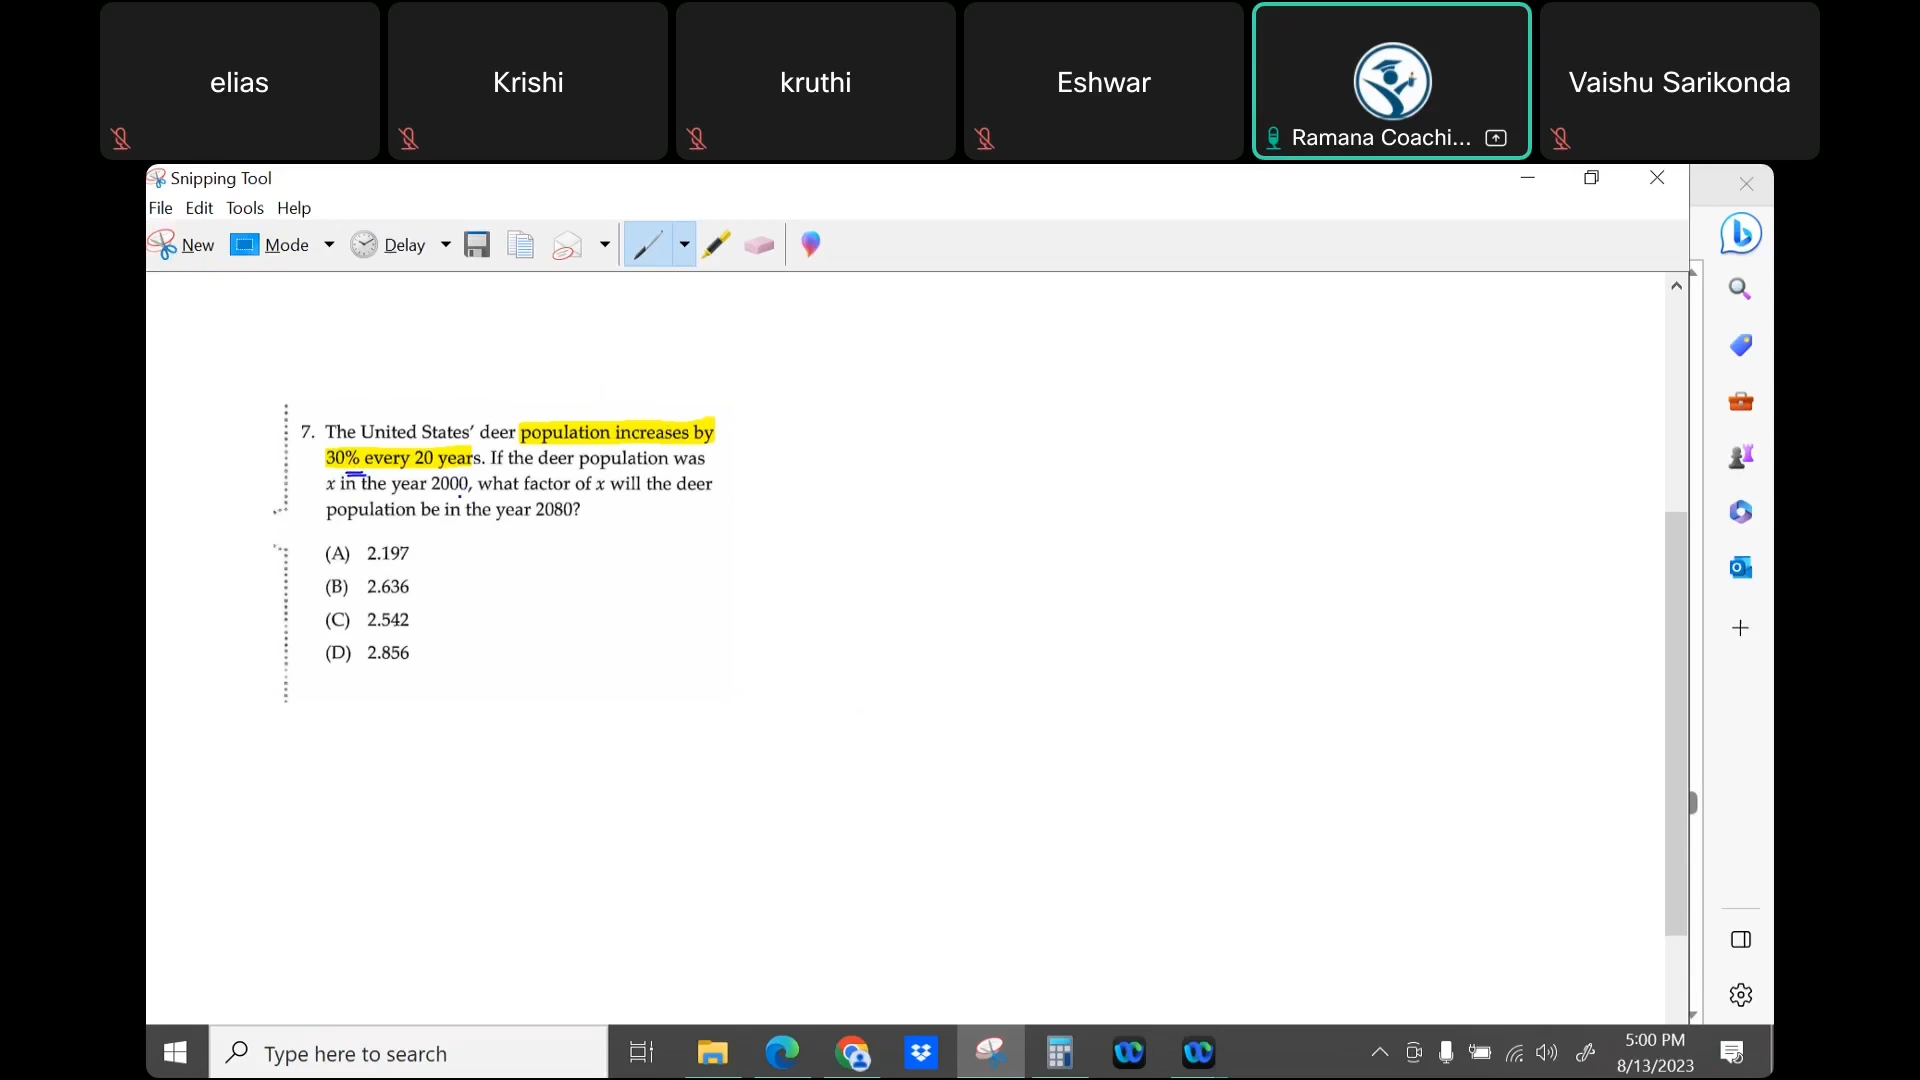 elias
Krishi
kruthi
Eshwar
Ramana Coachi...
Vaishu Sarikonda
Snipping Tool
File Edit Tools Help
New Mode Delay
7. The United States' deer population increases by
30% every 20 years. If the deer population was
x in the year 2000, what factor of x will the deer
population be in the year 2080?
(A) 2.197
(B) 2.636
(C) 2.542
(D) 2.856
Type here to search
5:00 PM
8/13/2023